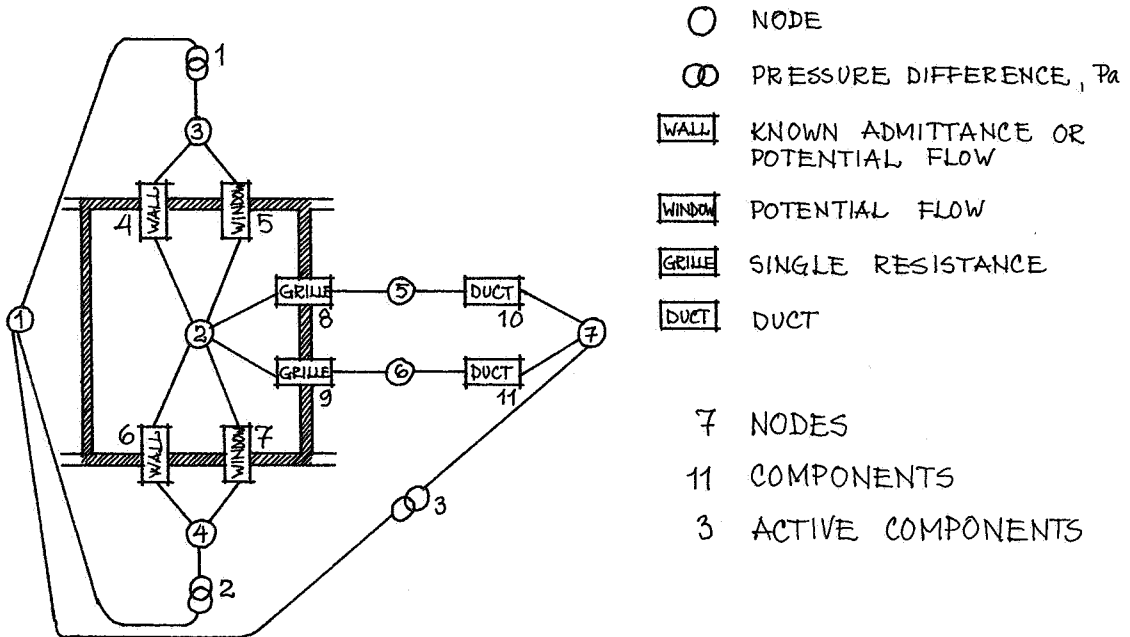 1
3
WALL
WINDOW
4
5
GRILLE
5
DUCT
8
10
1
2
7
GRILLE
6
DUCT
9
11
6
7
WALL
WINDOW
3
4
2
NODE
PRESSURE DIFFERENCE, Pa
WALL
KNOWN ADMITTANCE OR
POTENTIAL FLOW
WINDOW
POTENTIAL FLOW
GRILLE
SINGLE RESISTANCE
DUCT
DUCT
7 NODES
11 COMPONENTS
3 ACTIVE COMPONENTS